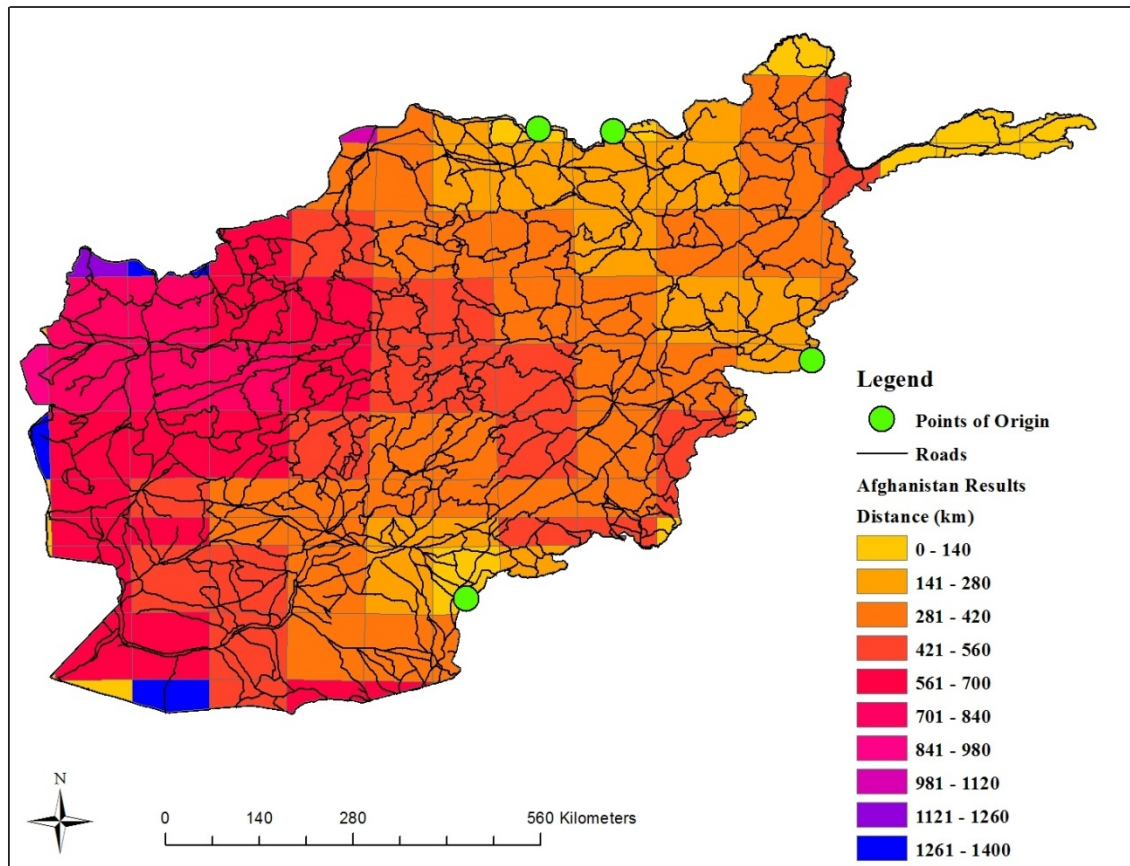 Legend
Points of Origin
Roads
Afghanistan Results
Distance (km)
0 - 140
141 - 280
281 - 420
421 - 560
561 - 700
701 - 840
841 - 980
981 - 1120
1121 - 1260
1261 - 1400
N
0 140 280 560 Kilometers